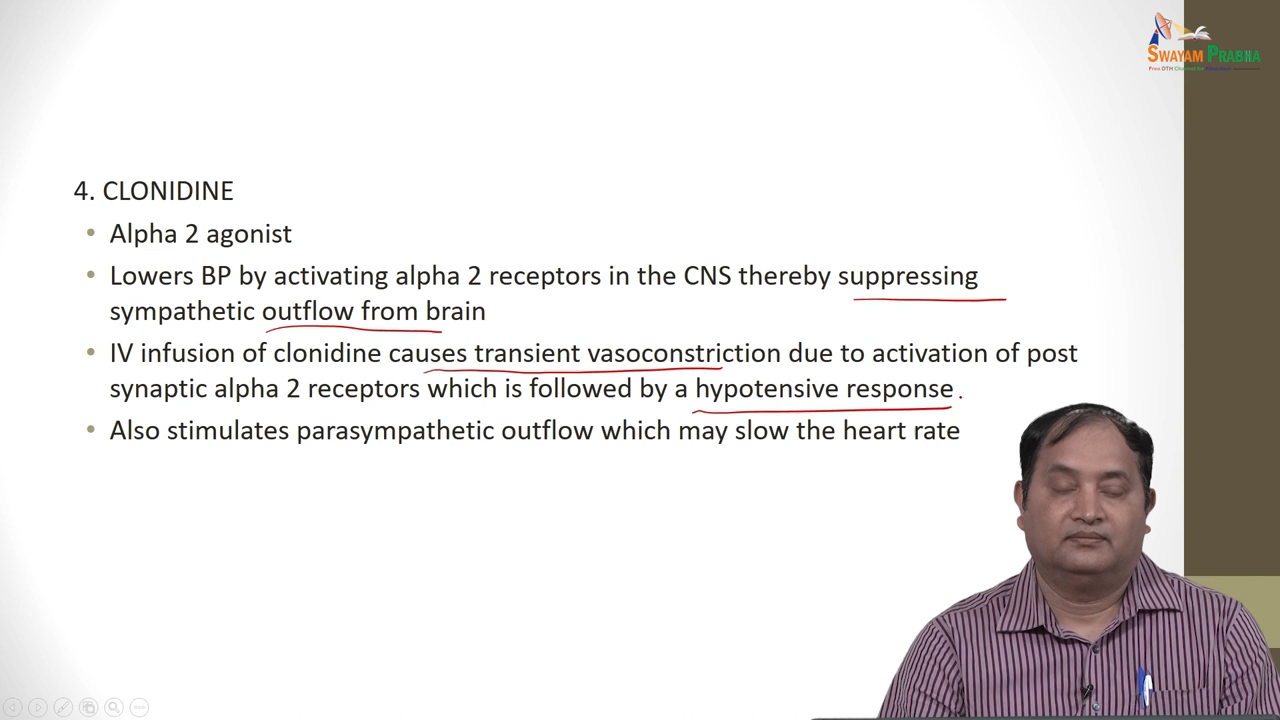 SWAYAM PRABHA
4. CLONIDINE
• Alpha 2 agonist
• Lowers BP by activating alpha 2 receptors in the CNS thereby suppressing
sympathetic outflow from brain
• IV infusion of clonidine causes transient vasoconstriction due to activation of post
synaptic alpha 2 receptors which is followed by a hypotensive response
• Also stimulates parasympathetic outflow which may slow the heart rate